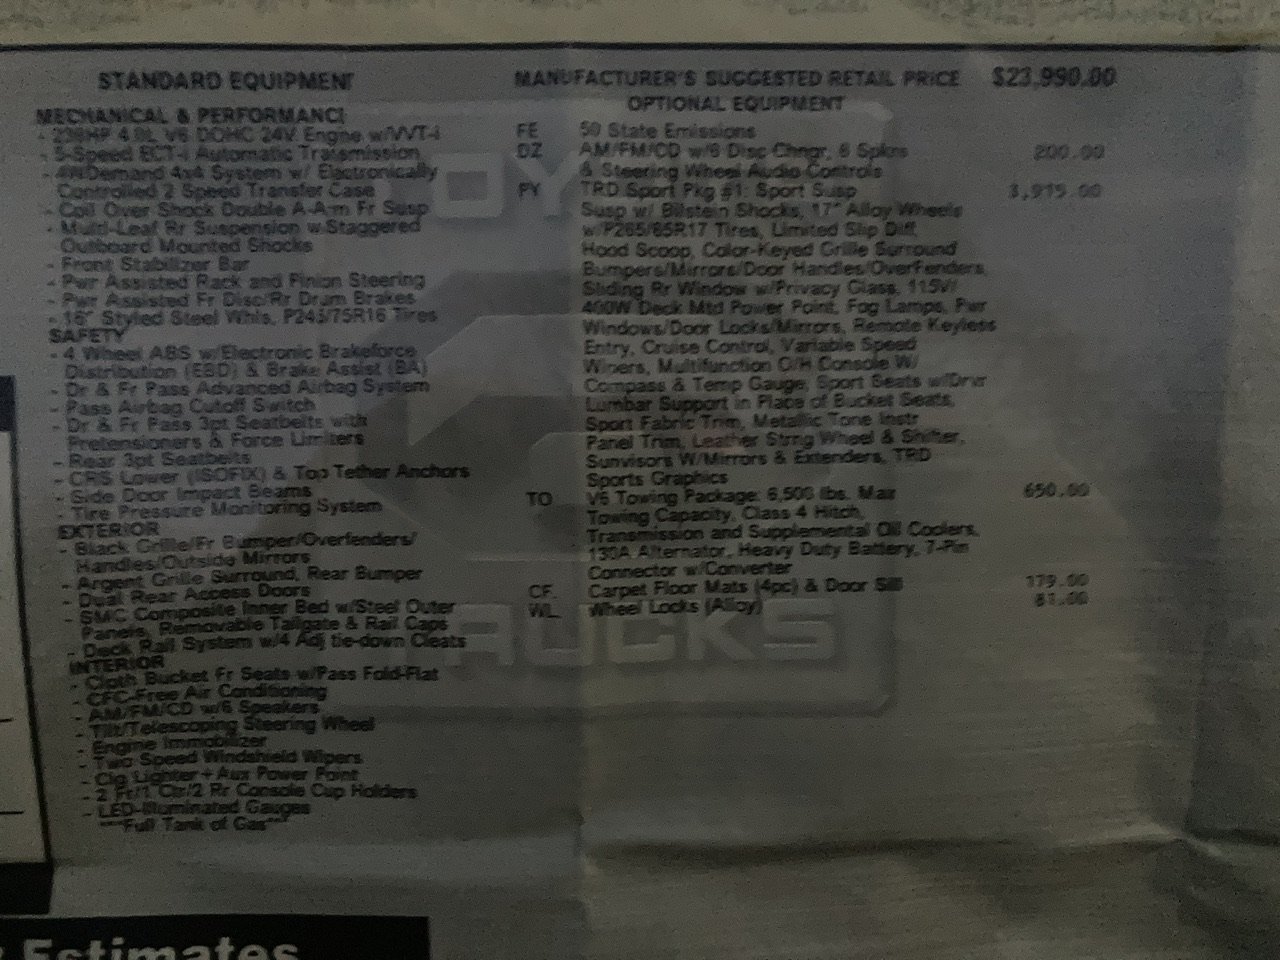 STANDARD EQUIPMENT
MECHANICAL & PERFORMANCE
- 236HP 4.0L V6 DOHC 24V Engine w/VVT-i
- 5-Speed ECT-i Automatic Transmission
- 4WDemand 4x4 System w/ Electronically
Controlled 2 Speed Transfer Case
- Coil Over Shock Double A-Arm Fr Susp
- Multi-Leaf Rr Suspension w/Staggered
Outboard Mounted Shocks
- Front Stabilizer Bar
- Pwr Assisted Rack and Pinion Steering
- Pwr Assisted Fr Disc/Rr Drum Brakes
- 16" Styled Steel Whls, P245/75R16 Tires
SAFETY
- 4 Wheel ABS w/Electronic Brakeforce
Distribution (EBD) & Brake Assist (BA)
- Dr & Fr Pass Advanced Airbag System
- Pass Airbag Cutoff Switch
- Dr & Fr Pass 3pt Seatbelts with
Pretensioners & Force Limiters
- Rear 3pt Seatbelts
- CRS Lower (ISOFIX) & Top Tether Anchors
- Side Door Impact Beams
- Tire Pressure Monitoring System
EXTERIOR
- Black Grille/Fr Bumper/Overfenders/
Handles/Outside Mirrors
- Argent Grille Surround, Rear Bumper
- Dual Rear Access Doors
- SMC Composite Inner Bed w/Steel Outer
Panels, Removable Tailgate & Rail Caps
- Deck Rail System w/4 Adj tie-down Cleats
INTERIOR
- Cloth Bucket Fr Seats w/Pass Fold-Flat
- CFC-Free Air Conditioning
- AM/FM/CD w/6 Speakers
- Tilt/Telescoping Steering Wheel
- Engine Immobilizer
- Two Speed Windshield Wipers
- Cig Lighter + Aux Power Point
- 2 Fr/1 Ctr/2 Rr Console Cup Holders
- LED-Illuminated Gauges
***Full Tank of Gas***
MANUFACTURER'S SUGGESTED RETAIL PRICE $23,990.00
OPTIONAL EQUIPMENT
FE 50 State Emissions
DZ AM/FM/CD w/6 Disc Chngr, 6 Spkrs 200.00
& Steering Wheel Audio Controls
PY TRD Sport Pkg #1: Sport Susp 3,975.00
Susp w/ Bilstein Shocks, 17" Alloy Wheels
w/P265/65R17 Tires, Limited Slip Diff,
Hood Scoop, Color-Keyed Grille Surround
Bumpers/Mirrors/Door Handles/Overfenders,
Sliding Rr Window w/Privacy Glass, 115V/
400W Deck Mtd Power Point, Fog Lamps, Pwr
Windows/Door Locks/Mirrors, Remote Keyless
Entry, Cruise Control, Variable Speed
Wipers, Multifunction O/H Console W/
Compass & Temp Gauge, Sport Seats w/Drvr
Lumbar Support in Place of Bucket Seats,
Sport Fabric Trim, Metallic Tone Instr
Panel Trim, Leather Strng Wheel & Shifter,
Sunvisors W/Mirrors & Extenders, TRD
Sports Graphics
TO V6 Towing Package: 6,500 lbs. Max 650.00
Towing Capacity, Class 4 Hitch,
Transmission and Supplemental Oil Coolers,
130A Alternator, Heavy Duty Battery, 7-Pin
Connector w/Converter
CF Carpet Floor Mats (4pc) & Door Sill 179.00
WL Wheel Locks (Alloy) 81.00
Estimates